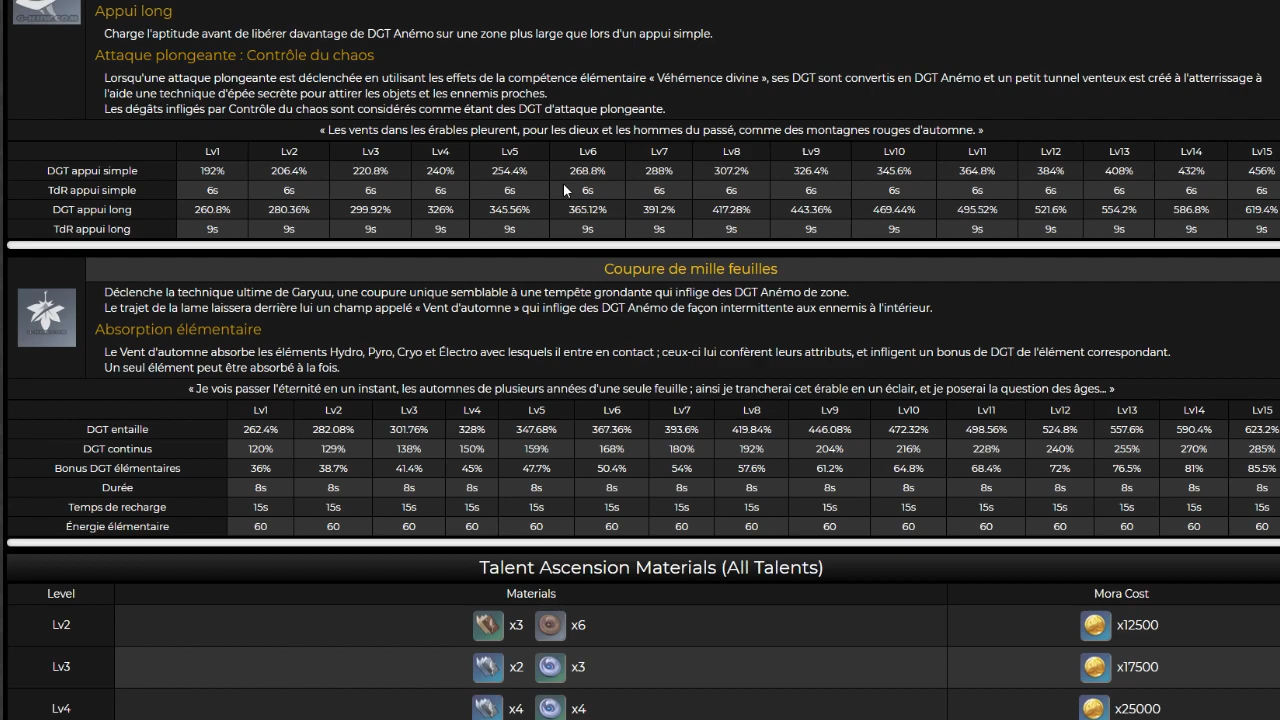 Appui long
Charge l'aptitude avant de libérer davantage de DGT Anémo sur une zone plus large que lors d'un appui simple.
Attaque plongeante : Contrôle du chaos
Lorsqu'une attaque plongeante est déclenchée en utilisant les effets de la compétence élémentaire « Véhémence divine », ses DGT sont convertis en DGT Anémo et un petit tunnel venteux est créé à l'atterrissage à
l'aide une technique d'épée secrète pour attirer les objets et les ennemis proches.
Les dégâts infligés par Contrôle du chaos sont considérés comme étant des DGT d'attaque plongeante.
« Les vents dans les érables pleurent, pour les dieux et les hommes du passé, comme des montagnes rouges d'automne. »
Lv1 Lv2 Lv3 Lv4 Lv5 Lv6 Lv7 Lv8 Lv9 Lv10 Lv11 Lv12 Lv13 Lv14 Lv15
DGT appui simple 192% 206.4% 220.8% 240% 254.4% 268.8% 288% 307.2% 326.4% 345.6% 364.8% 384% 408% 432% 456%
TdR appui simple 6s 6s 6s 6s 6s 6s 6s 6s 6s 6s 6s 6s 6s 6s 6s
DGT appui long 260.8% 280.36% 299.92% 326% 345.56% 365.12% 391.2% 417.28% 443.36% 469.44% 495.52% 521.6% 554.2% 586.8% 619.4%
TdR appui long 9s 9s 9s 9s 9s 9s 9s 9s 9s 9s 9s 9s 9s 9s 9s
Coupure de mille feuilles
Déclenche la technique ultime de Garyuu, une coupure unique semblable à une tempête grondante qui inflige des DGT Anémo de zone.
Le trajet de la lame laissera derrière lui un champ appelé « Vent d'automne » qui inflige des DGT Anémo de façon intermittente aux ennemis à l'intérieur.
Absorption élémentaire
Le Vent d'automne absorbe les éléments Hydro, Pyro, Cryo et Électro avec lesquels il entre en contact ; ceux-ci lui confèrent leurs attributs, et infligent un bonus de DGT de l'élément correspondant.
Un seul élément peut être absorbé à la fois.
« Je vois passer l'éternité en un instant, les automnes de plusieurs années d'une seule feuille ; ainsi je trancherai cet érable en un éclair, et je poserai la question des âges... »
Lv1 Lv2 Lv3 Lv4 Lv5 Lv6 Lv7 Lv8 Lv9 Lv10 Lv11 Lv12 Lv13 Lv14 Lv15
DGT entaille 262.4% 282.08% 301.76% 328% 347.68% 367.36% 393.6% 419.84% 446.08% 472.32% 498.56% 524.8% 557.6% 590.4% 623.2%
DGT continus 120% 129% 138% 150% 159% 168% 180% 192% 204% 216% 228% 240% 255% 270% 285%
Bonus DGT élémentaires 36% 38.7% 41.4% 45% 47.7% 50.4% 54% 57.6% 61.2% 64.8% 68.4% 72% 76.5% 81% 85.5%
Durée 8s 8s 8s 8s 8s 8s 8s 8s 8s 8s 8s 8s 8s 8s 8s
Temps de recharge 15s 15s 15s 15s 15s 15s 15s 15s 15s 15s 15s 15s 15s 15s 15s
Énergie élémentaire 60 60 60 60 60 60 60 60 60 60 60 60 60 60 60
Talent Ascension Materials (All Talents)
Level Materials Mora Cost
Lv2 x3 x6 x12500
Lv3 x2 x3 x17500
Lv4 x4 x4 x25000